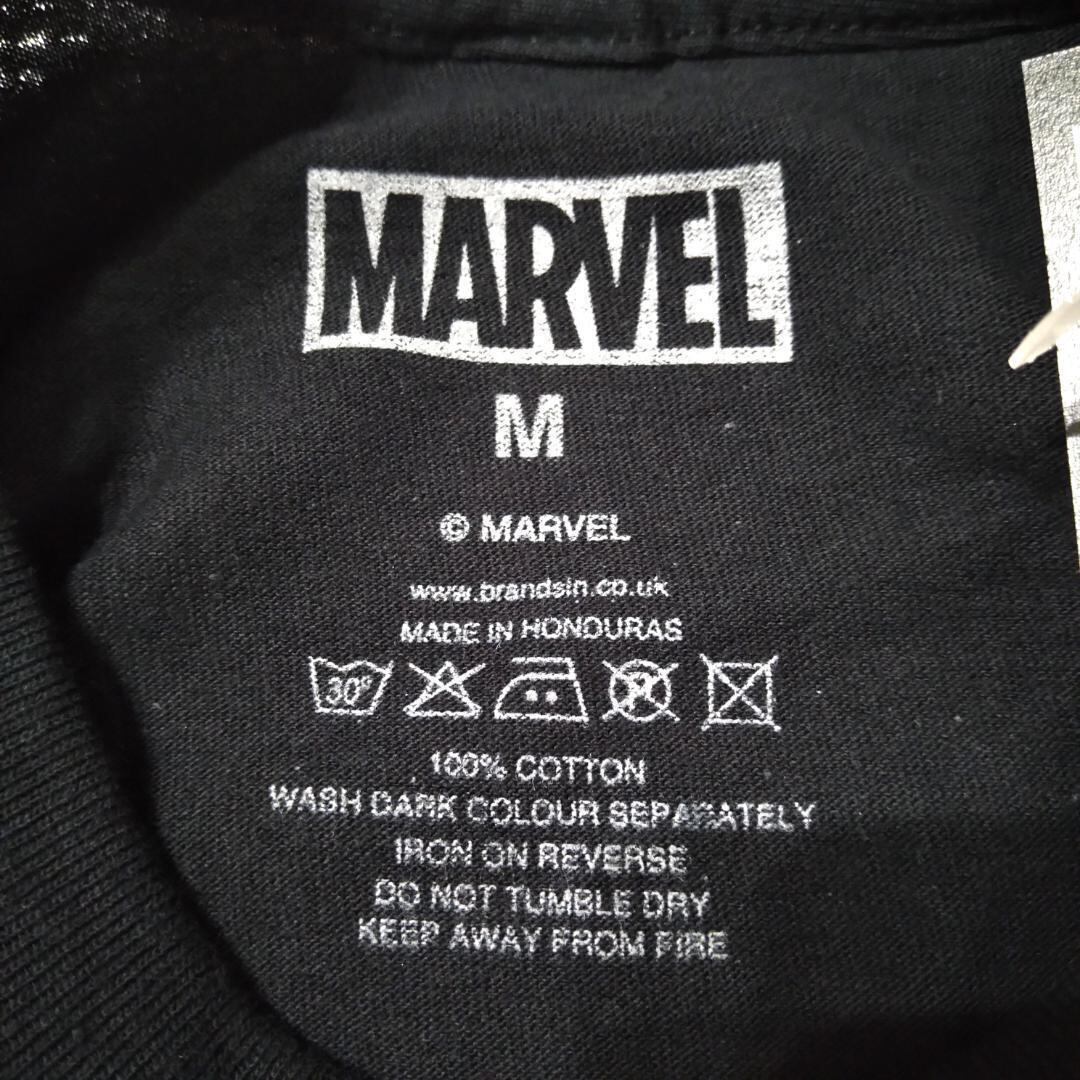 MARVEL
M
© MARVEL
www.brandsin.co.uk
MADE IN HONDURAS
30°
100% COTTON
WASH DARK COLOUR SEPARATELY
IRON ON REVERSE
DO NOT TUMBLE DRY
KEEP AWAY FROM FIRE